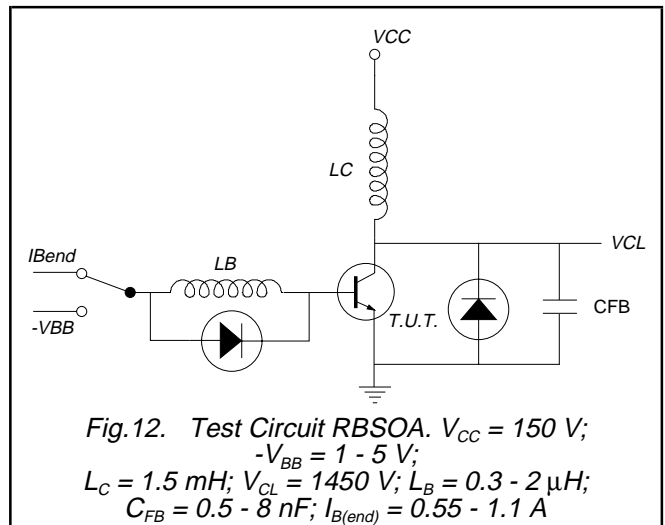 VCC
LC
IBend
LB
VCL
-VBB
T.U.T.
CFB
Fig.12. Test Circuit RBSOA. VCC = 150 V;
-VBB = 1 - 5 V;
LC = 1.5 mH; VCL = 1450 V; LB = 0.3 - 2 μH;
CFB = 0.5 - 8 nF; IB(end) = 0.55 - 1.1 A